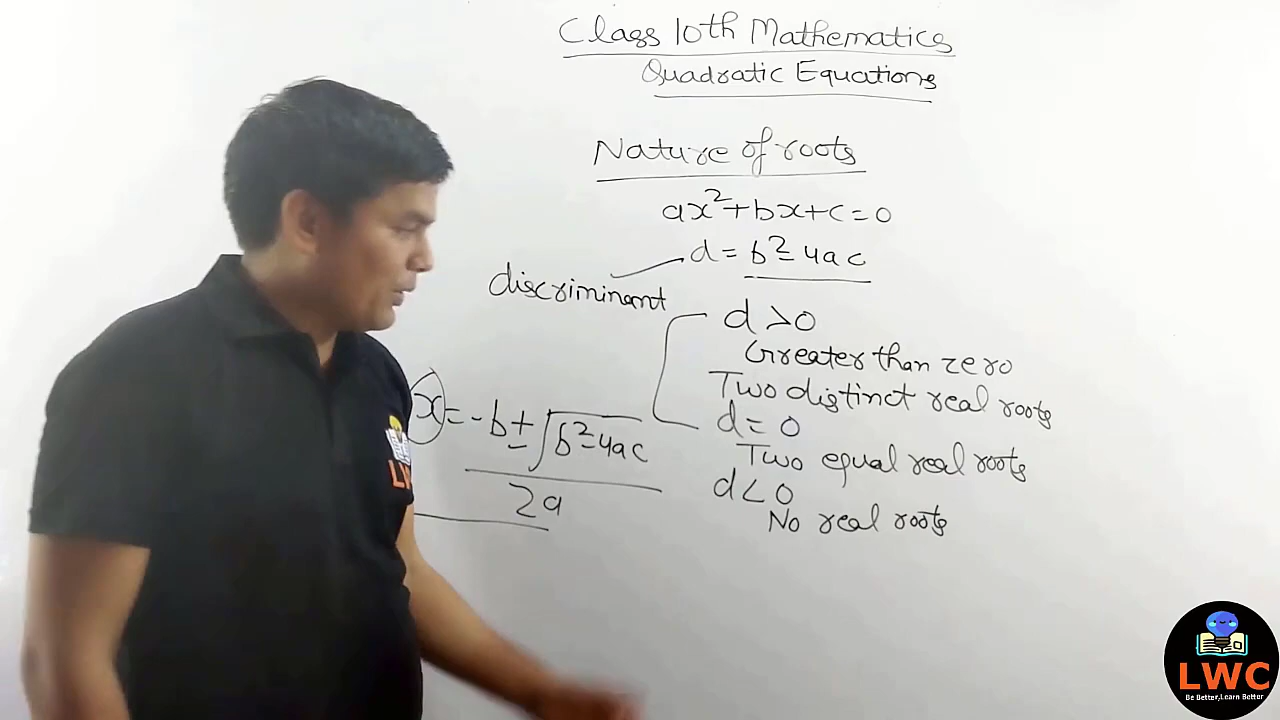 Class 10th Mathematics
Quadratic Equations
Nature of roots
ax²+bx+c=0
d = b²-4ac
discriminant
d >0
Greater than zero
Two distinct real roots
d = 0
Two equal real roots
d < 0
No real roots
x = -b ± √b²-4ac
2a
LWC
Be Better,Learn Better